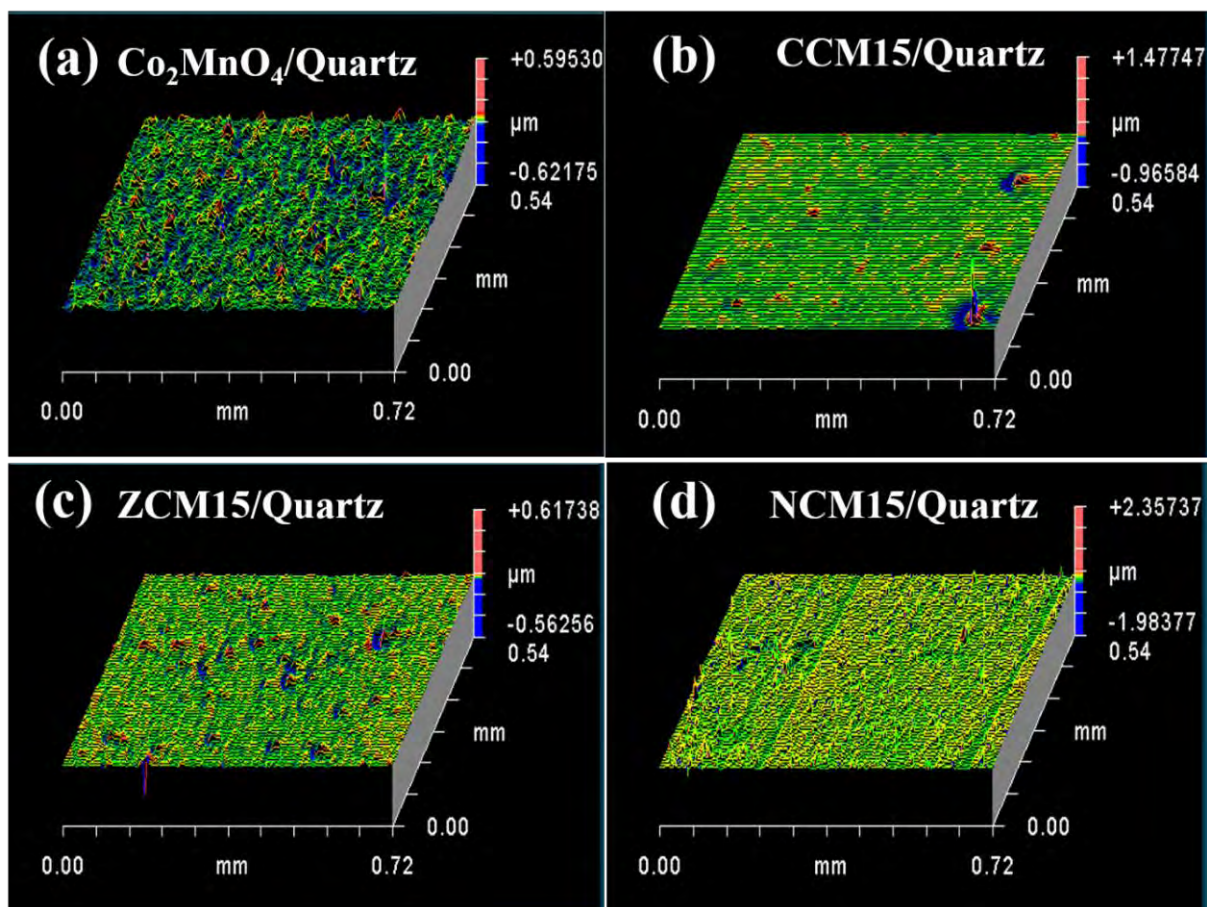 (a) Co₂MnO₄/Quartz
+0.59530
µm
-0.62175
0.54
mm
0.00
0.00 mm 0.72
(b) CCM15/Quartz
+1.47747
µm
-0.96584
0.54
mm
0.00
0.00 mm 0.72
(c) ZCM15/Quartz
+0.61738
µm
-0.56256
0.54
mm
0.00
0.00 mm 0.72
(d) NCM15/Quartz
+2.35737
µm
-1.98377
0.54
mm
0.00
0.00 mm 0.72